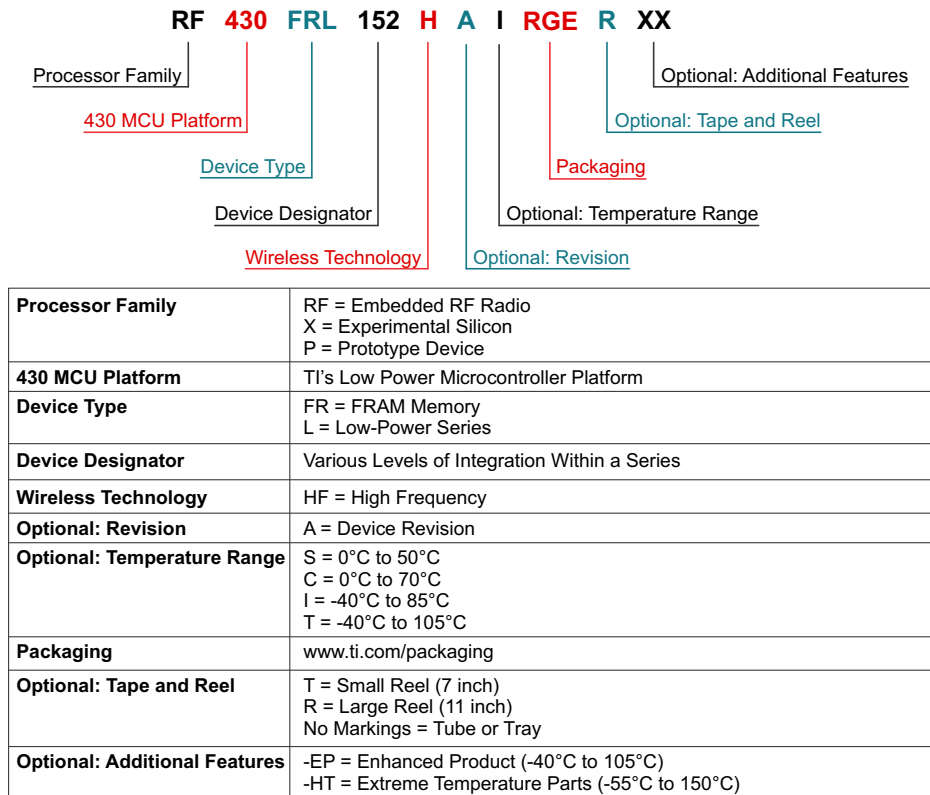 RF 430 FRL 152 H A I RGE R XX
Processor Family
Optional: Additional Features
430 MCU Platform
Optional: Tape and Reel
Device Type
Packaging
Device Designator
Optional: Temperature Range
Wireless Technology
Optional: Revision
Processor Family
RF = Embedded RF Radio
X = Experimental Silicon
P = Prototype Device
430 MCU Platform
TI's Low Power Microcontroller Platform
Device Type
FR = FRAM Memory
L = Low-Power Series
Device Designator
Various Levels of Integration Within a Series
Wireless Technology
HF = High Frequency
Optional: Revision
A = Device Revision
Optional: Temperature Range
S = 0°C to 50°C
C = 0°C to 70°C
I = -40°C to 85°C
T = -40°C to 105°C
Packaging
www.ti.com/packaging
Optional: Tape and Reel
T = Small Reel (7 inch)
R = Large Reel (11 inch)
No Markings = Tube or Tray
Optional: Additional Features
-EP = Enhanced Product (-40°C to 105°C)
-HT = Extreme Temperature Parts (-55°C to 150°C)